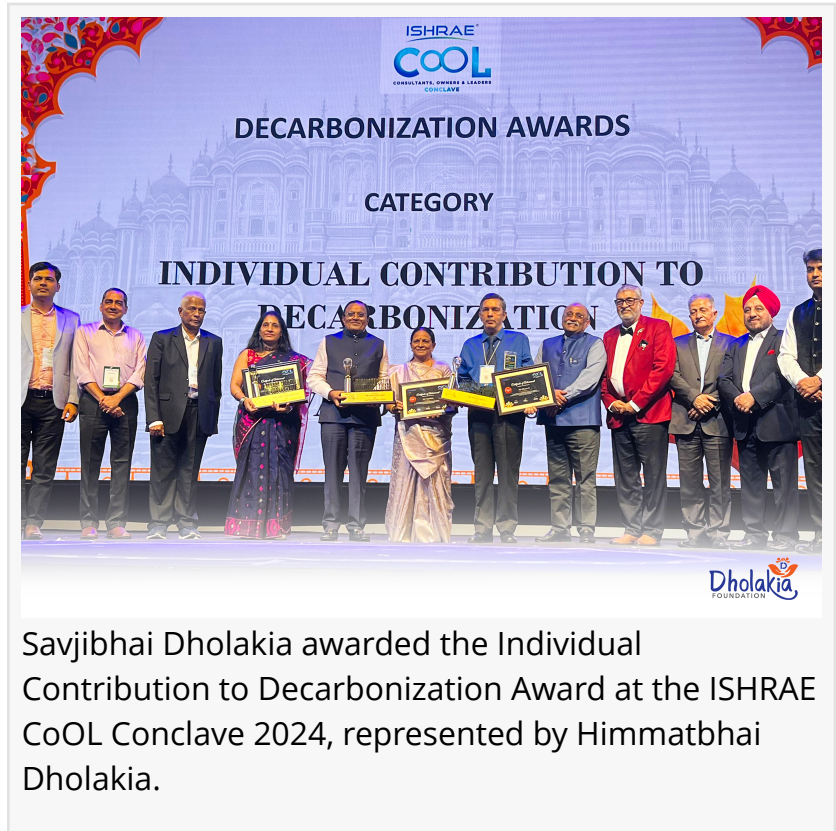 ISHRAE
COOL
CONSULTANTS, OWNERS & LEADERS
CONCLAVE
DECARBONIZATION AWARDS
CATEGORY
INDIVIDUAL CONTRIBUTION TO
DECARBONIZATION
Dholakia
FOUNDATION
Savjibhai Dholakia awarded the Individual
Contribution to Decarbonization Award at the ISHRAE
CoOL Conclave 2024, represented by Himmatbhai
Dholakia.